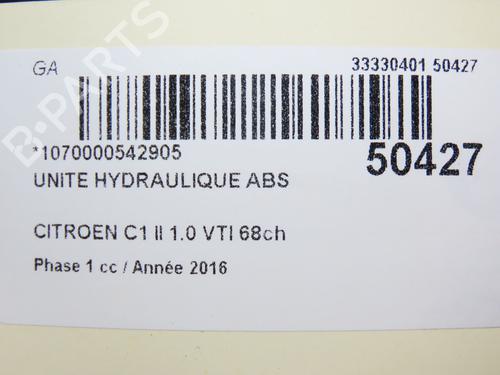 GA 33330401 50427
*1070000542905 50427
UNITE HYDRAULIQUE ABS
CITROEN C1 II 1.0 VTI 68ch
Phase 1 cc / Année 2016
B-PARTS